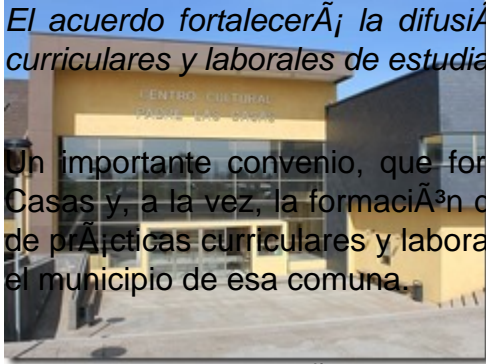 El acuerdo fortalecerÃ¡ la difusiÃ
curriculares y laborales de estudia
CENTRO CULTURAL
PADRE LAS CASAS
Un importante convenio, que for
Casas y, a la vez, la formaciÃ³n d
de prÃ¡cticas curriculares y labora
el municipio de esa comuna.